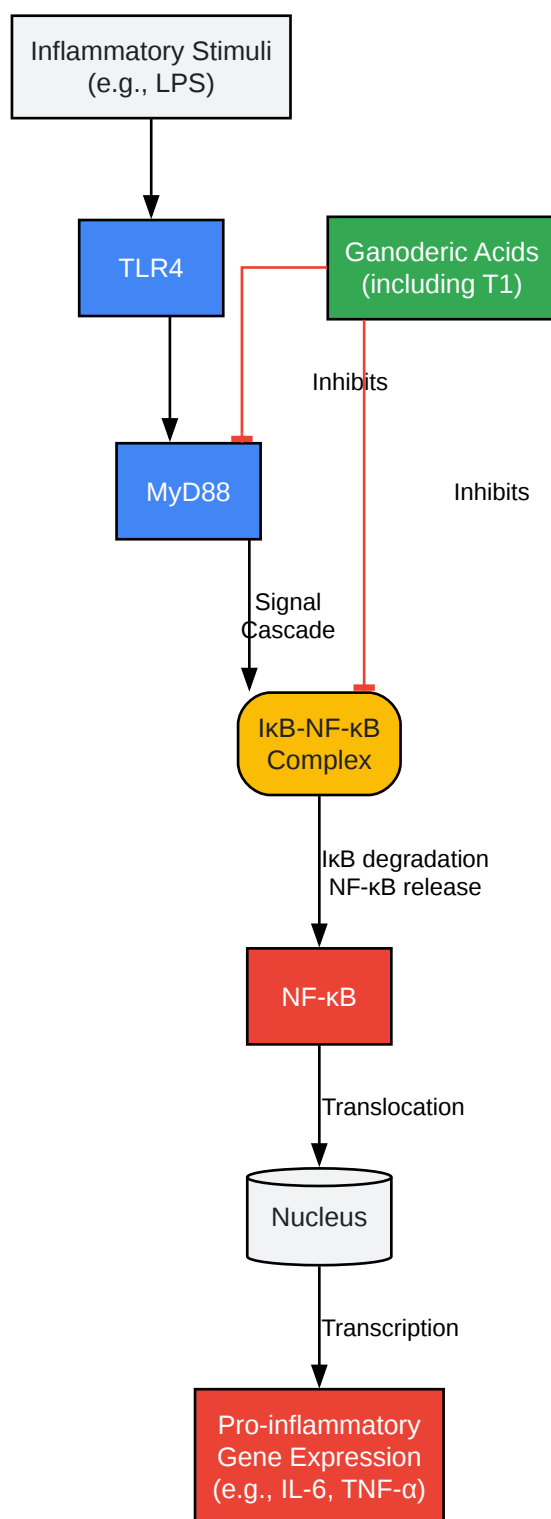 Inflammatory Stimuli
(e.g., LPS)
TLR4
Ganoderic Acids
(including T1)
Inhibits
MyD88
Inhibits
Signal
Cascade
IκB-NF-κB
Complex
IκB degradation
NF-κB release
NF-κB
Translocation
Nucleus
Transcription
Pro-inflammatory
Gene Expression
(e.g., IL-6, TNF-α)